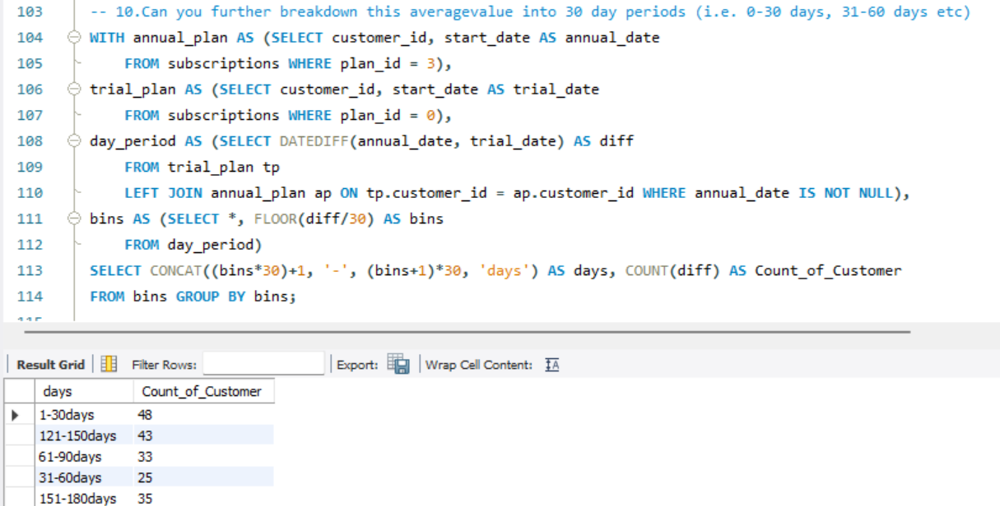 103 -- 10.Can you further breakdown this averagevalue into 30 day periods (i.e. 0-30 days, 31-60 days etc)
104 WITH annual_plan AS (SELECT customer_id, start_date AS annual_date
105 FROM subscriptions WHERE plan_id = 3),
106 trial_plan AS (SELECT customer_id, start_date AS trial_date
107 FROM subscriptions WHERE plan_id = 0),
108 day_period AS (SELECT DATEDIFF(annual_date, trial_date) AS diff
109 FROM trial_plan tp
110 LEFT JOIN annual_plan ap ON tp.customer_id = ap.customer_id WHERE annual_date IS NOT NULL),
111 bins AS (SELECT *, FLOOR(diff/30) AS bins
112 FROM day_period)
113 SELECT CONCAT((bins*30)+1, '-', (bins+1)*30, 'days') AS days, COUNT(diff) AS Count_of_Customer
114 FROM bins GROUP BY bins;
Result Grid Filter Rows: Export: Wrap Cell Content: IA
days Count_of_Customer
1-30days 48
121-150days 43
61-90days 33
31-60days 25
151-180days 35